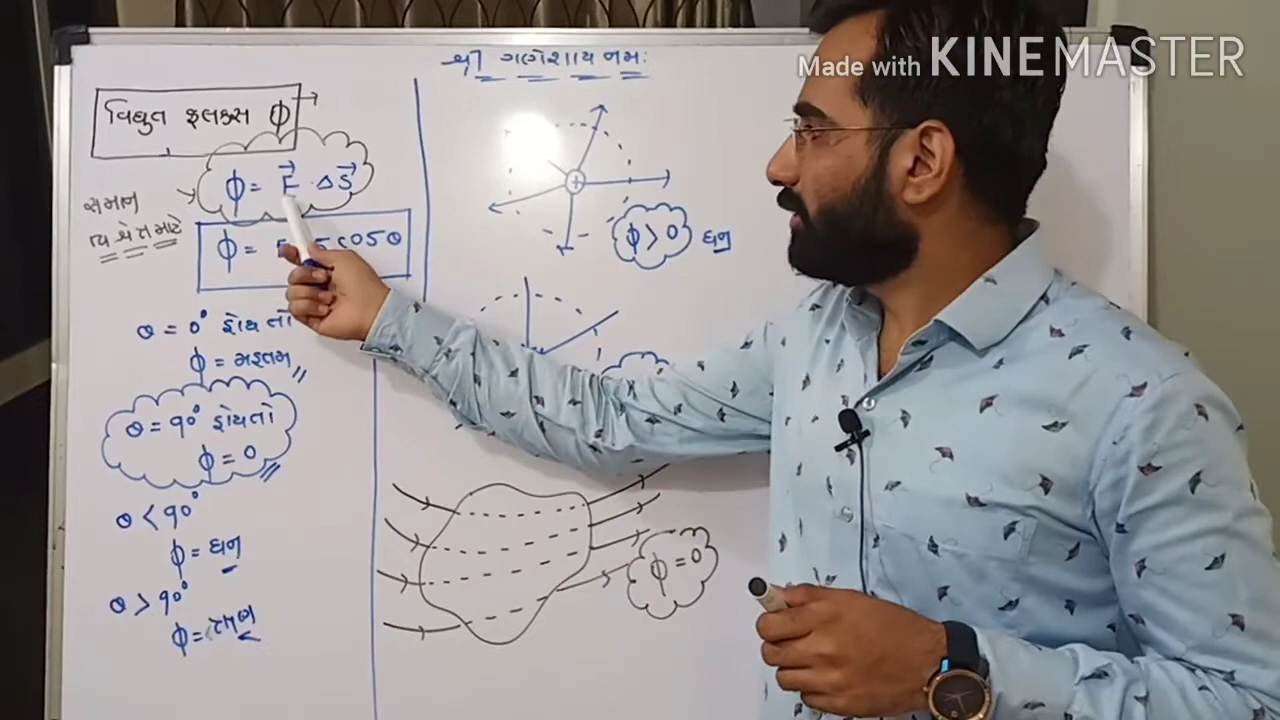 Made with KINEMASTER
શ્રી ગણેશાય નમઃ
વિદ્યુત ફ્લક્સ ϕ
ϕ = E⃗ · ΔS⃗
સમાન
ϕ = E S cosθ
θ = 0° હોય તો
ϕ = મહત્તમ
θ = 90° હોય તો
ϕ = 0
θ < 90°
ϕ = ધન
θ > 90°
ϕ = ઋણ
+
ϕ > 0 ધન
ϕ = 0